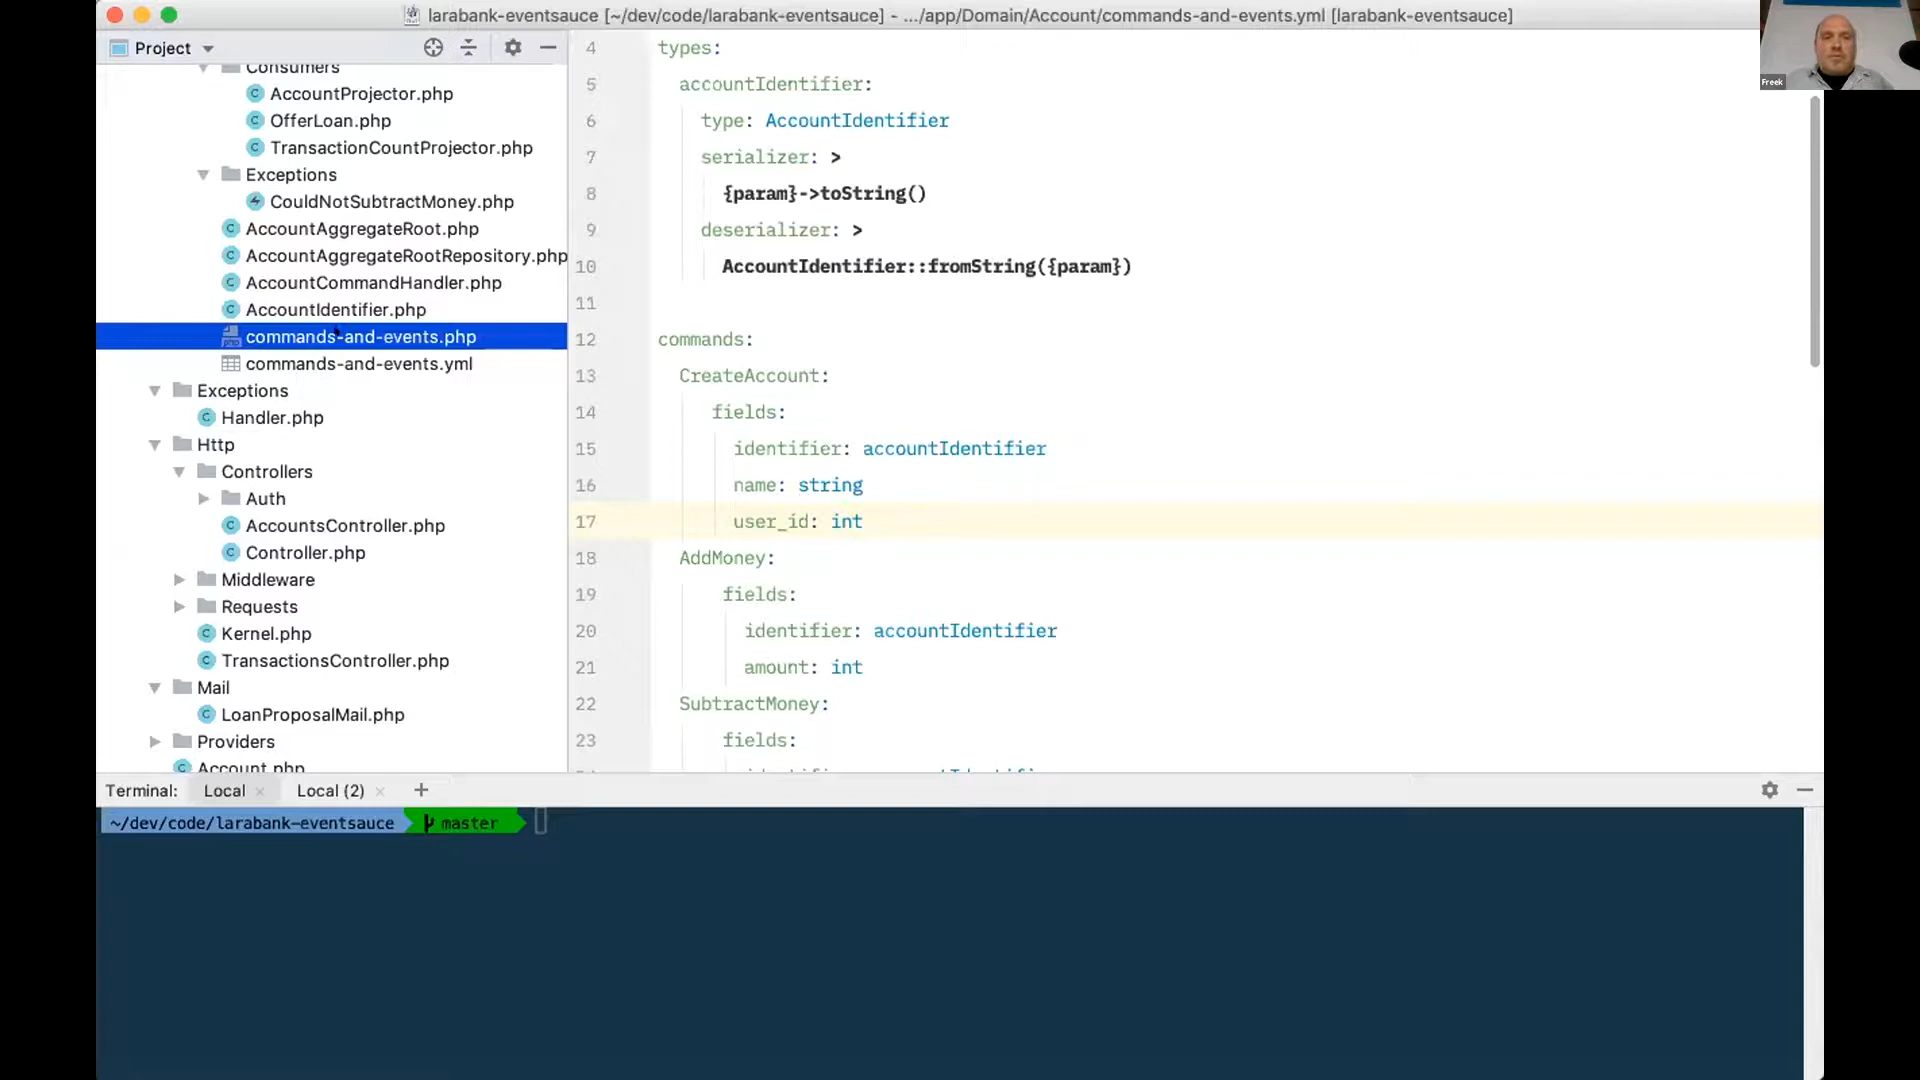 larabank-eventsauce [~/dev/code/larabank-eventsauce] - .../app/Domain/Account/commands-and-events.yml [larabank-eventsauce]
Freek
Project
Consumers
AccountProjector.php
OfferLoan.php
TransactionCountProjector.php
Exceptions
CouldNotSubtractMoney.php
AccountAggregateRoot.php
AccountAggregateRootRepository.php
AccountCommandHandler.php
AccountIdentifier.php
commands-and-events.php
commands-and-events.yml
Exceptions
Handler.php
Http
Controllers
Auth
AccountsController.php
Controller.php
Middleware
Requests
Kernel.php
TransactionsController.php
Mail
LoanProposalMail.php
Providers
Account.php
4 types:
5 accountIdentifier:
6 type: AccountIdentifier
7 serializer: >
8 {param}->toString()
9 deserializer: >
10 AccountIdentifier::fromString({param})
11
12 commands:
13 CreateAccount:
14 fields:
15 identifier: accountIdentifier
16 name: string
17 user_id: int
18 AddMoney:
19 fields:
20 identifier: accountIdentifier
21 amount: int
22 SubtractMoney:
23 fields:
Terminal: Local × Local (2) × +
~/dev/code/larabank-eventsauce master